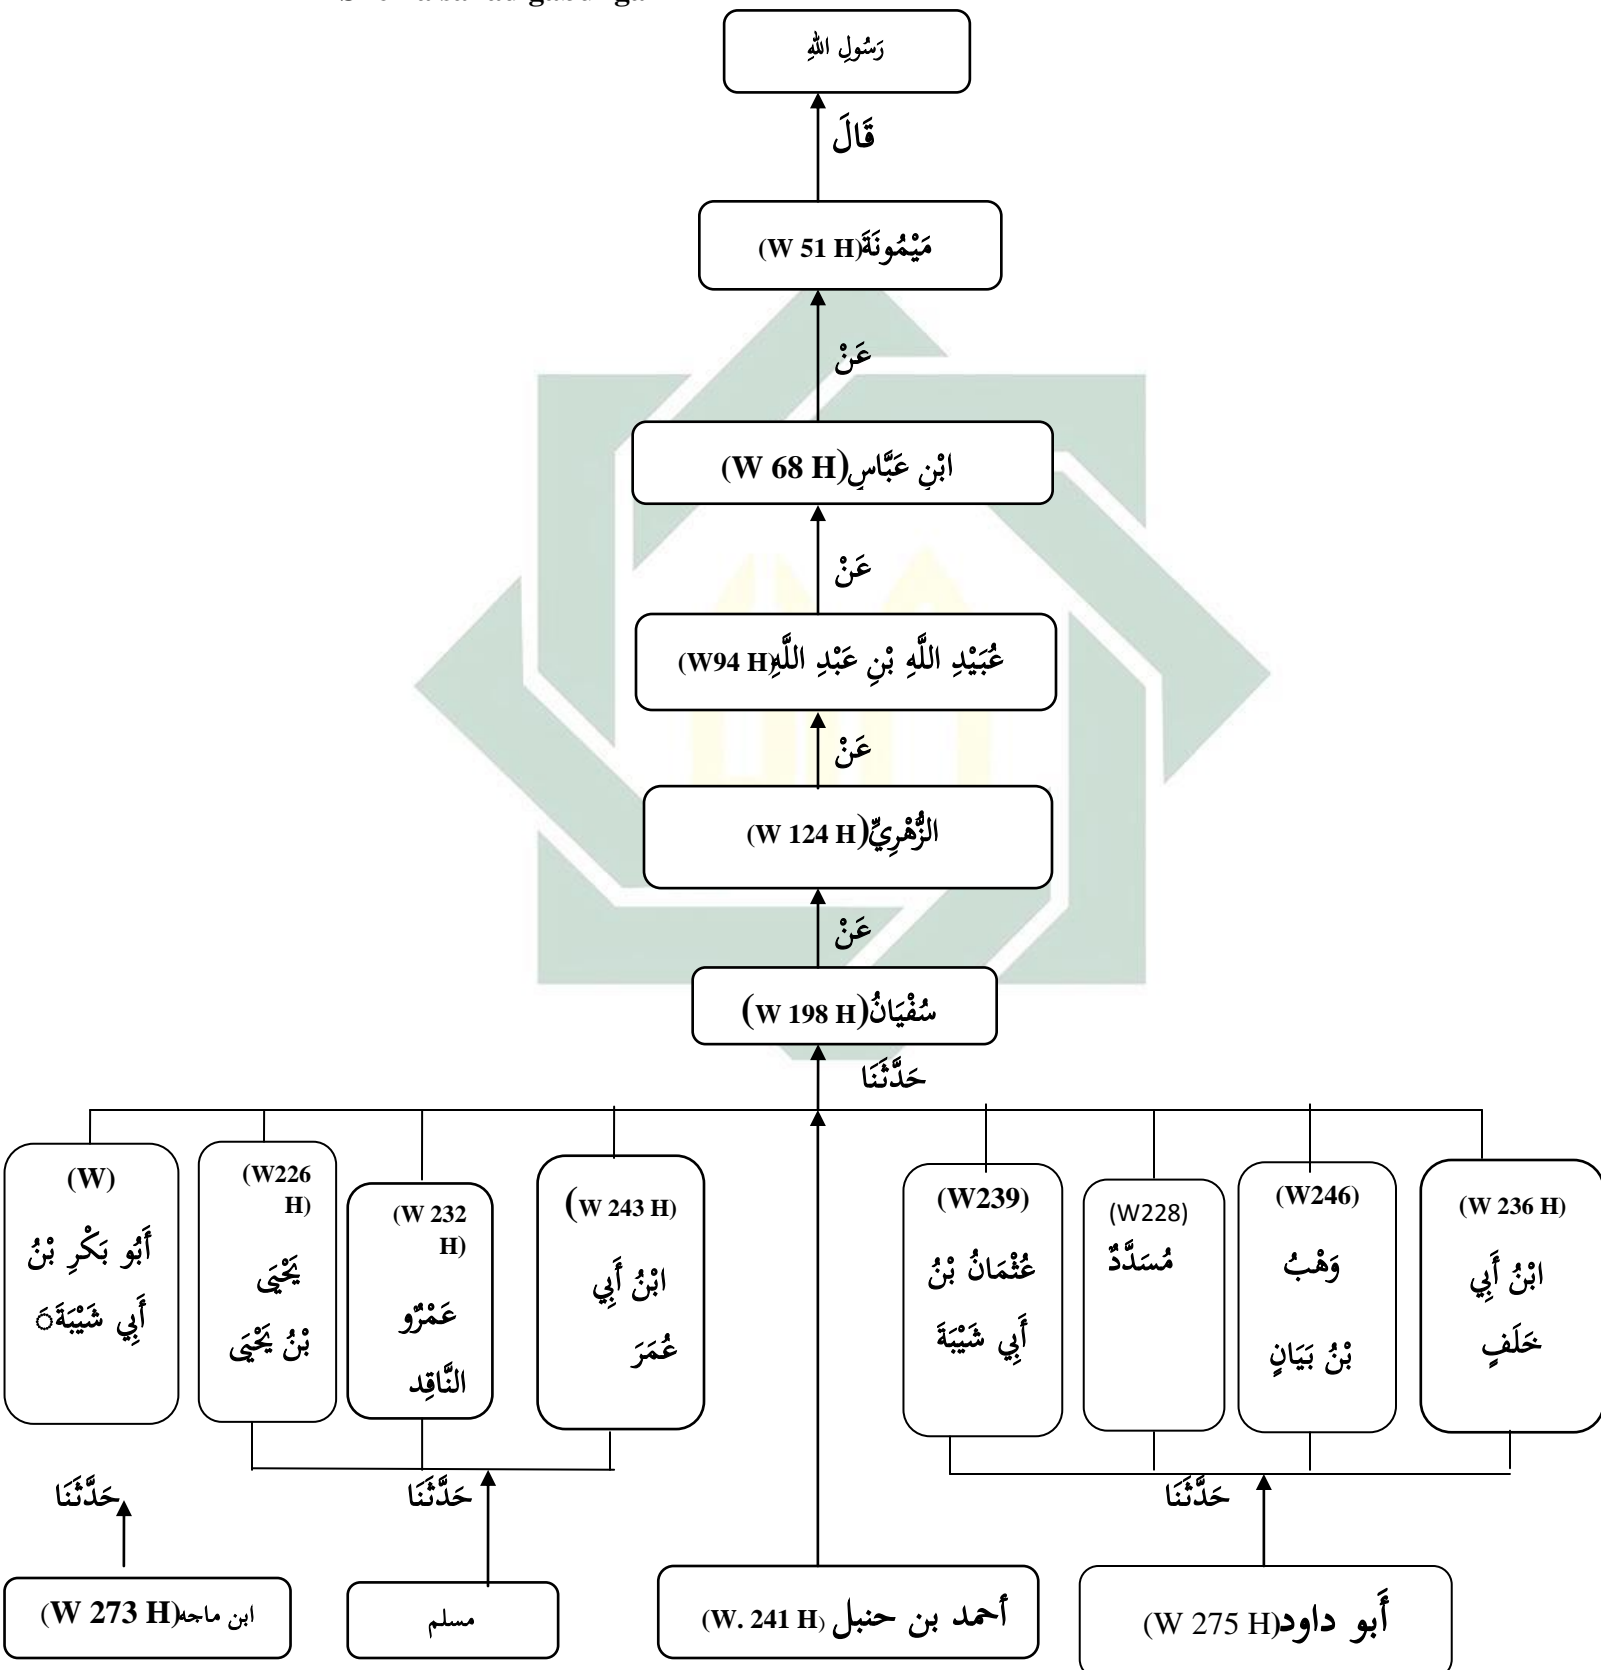 رَسُولِ اللهِ
قَالَ
مَيْمُونَةَ(W 51 H)
عَنْ
ابْنِ عَبَّاسٍ(W 68 H)
عَنْ
عُبَيْدِ اللَّهِ بْنِ عَبْدِ اللَّهِ(W94 H)
عَنْ
الزُّهْرِيِّ(W 124 H)
عَنْ
سُفْيَانُ(W 198 H)
حَدَّثَنَا
(W)
أَبُو بَكْرِ بْنُ
أَبِي شَيْبَةَ
(W226
H)
يَحْيَى
بْنُ يَحْيَى
(W 232
H)
عَمْرٌو
النَّاقِد
(W 243 H)
ابْنُ أَبِي
عُمَرَ
(W239)
عُثْمَانُ بْنُ
أَبِي شَيْبَةَ
(W228)
مُسَدَّدٌ
(W246)
وَهْبُ
بْنُ بَيَانٍ
(W 236 H)
ابْنُ أَبِي
خَلَفٍ
حَدَّثَنَا
حَدَّثَنَا
حَدَّثَنَا
ابن ماجه(W 273 H)
مسلم
أحمد بن حنبل (W. 241 H)
أَبو داود(W 275 H)